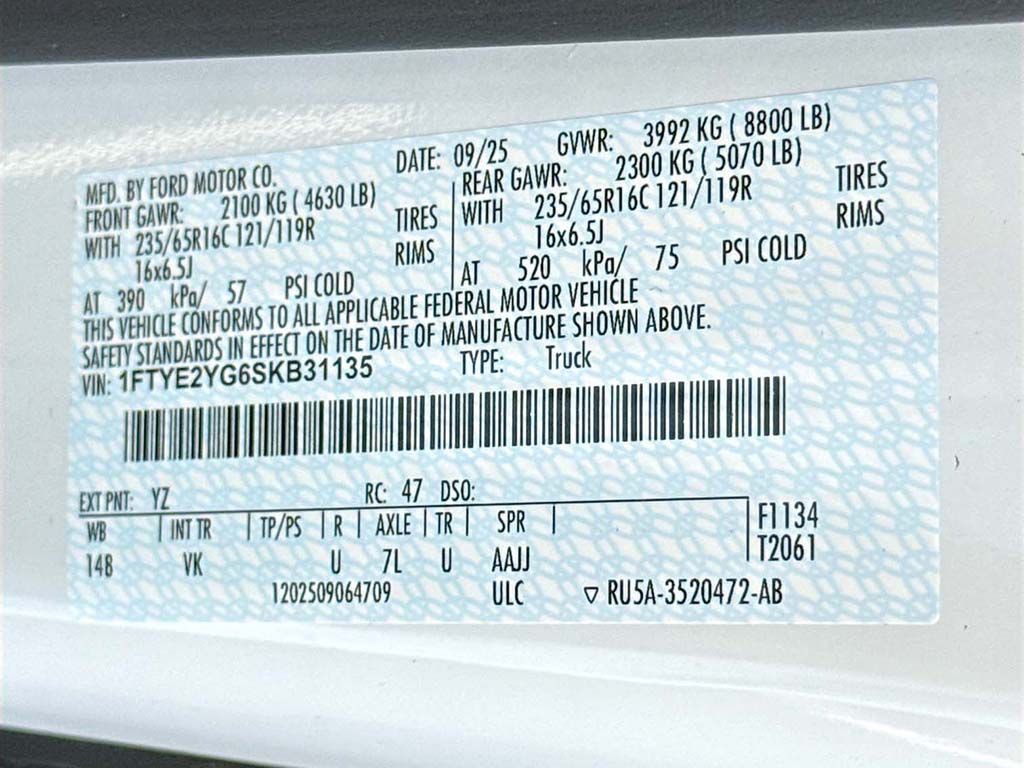 MFD. BY FORD MOTOR CO. DATE: 09/25 GVWR: 3992 KG ( 8800 LB)
FRONT GAWR: 2100 KG ( 4630 LB) REAR GAWR: 2300 KG ( 5070 LB)
WITH 235/65R16C 121/119R TIRES WITH 235/65R16C 121/119R TIRES
16x6.5J RIMS 16x6.5J RIMS
AT 390 kPa/ 57 PSI COLD AT 520 kPa/ 75 PSI COLD
THIS VEHICLE CONFORMS TO ALL APPLICABLE FEDERAL MOTOR VEHICLE
SAFETY STANDARDS IN EFFECT ON THE DATE OF MANUFACTURE SHOWN ABOVE.
VIN: 1FTYE2YG6SKB31135 TYPE: Truck
EXT PNT: YZ RC: 47 DSO:
WB INT TR TP/PS R AXLE TR SPR F1134
148 VK U 7L U AAJJ T2061
1202509064709 ULC ▽ RU5A-3520472-AB